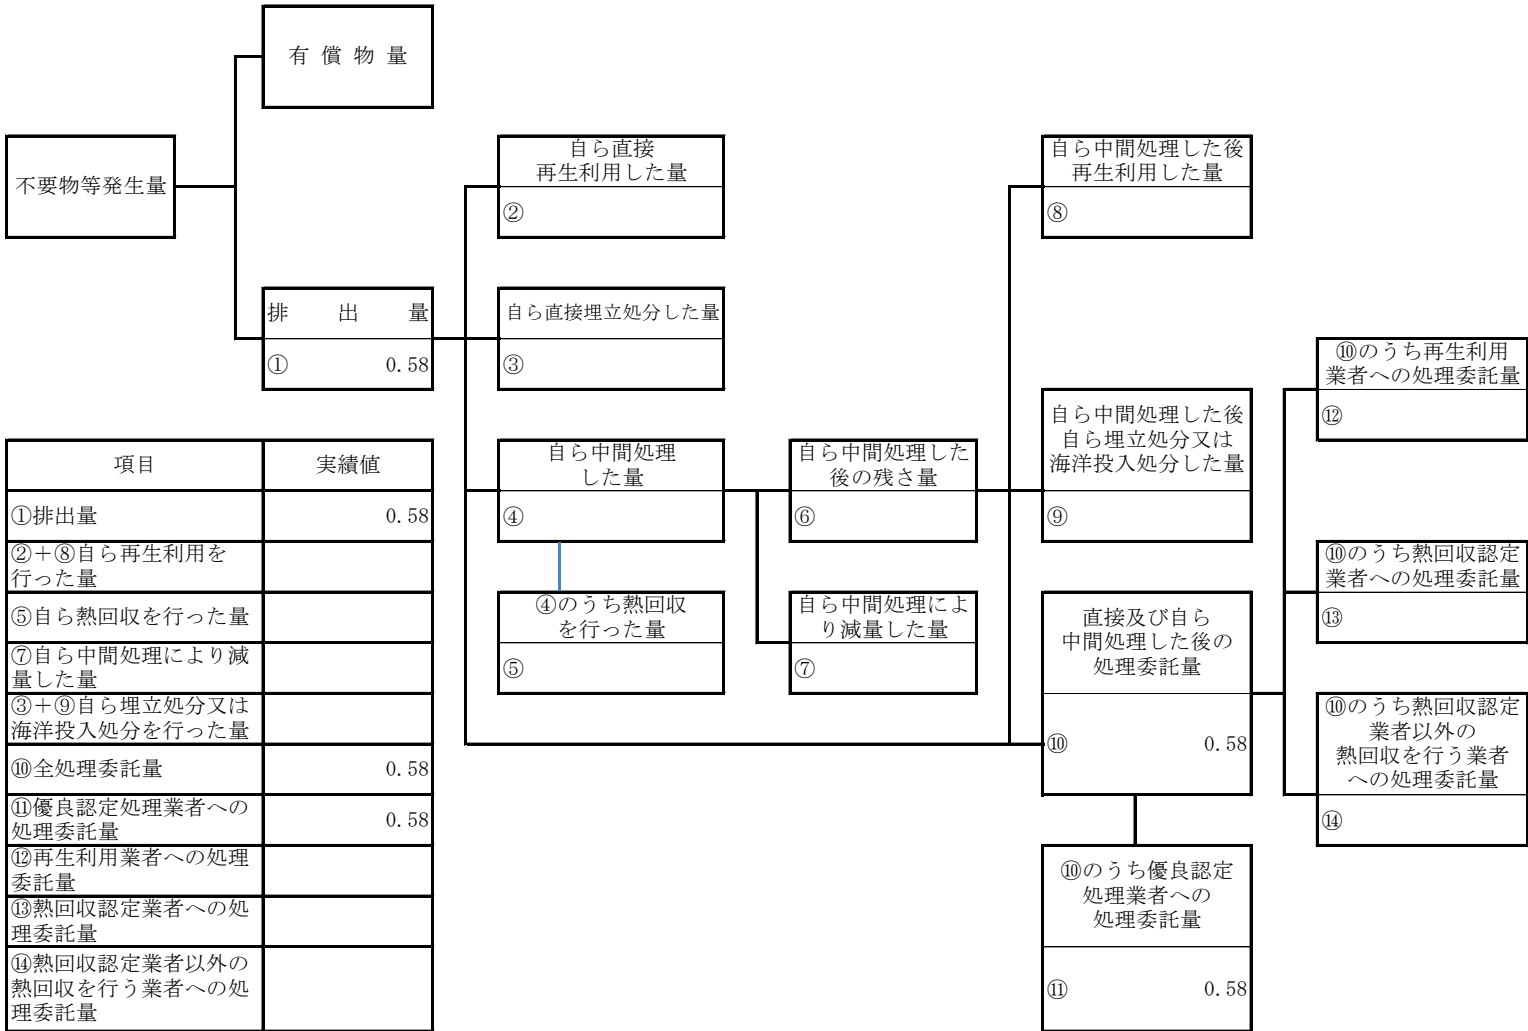 有 償 物 量
不要物等発生量
自ら直接
再生利用した量
②
自ら中間処理した後
再生利用した量
⑧
排 出 量
① 0.58
自ら直接埋立処分した量
③
⑩のうち再生利用
業者への処理委託量
⑫
自ら中間処理
した量
④
自ら中間処理した
後の残さ量
⑥
自ら中間処理した後
自ら埋立処分又は
海洋投入処分した量
⑨
⑩のうち熱回収認定
業者への処理委託量
⑬
④のうち熱回収
を行った量
⑤
自ら中間処理によ
り減量した量
⑦
直接及び自ら
中間処理した後の
処理委託量
⑩ 0.58
⑩のうち熱回収認定
業者以外の
熱回収を行う業者
への処理委託量
⑭
⑩のうち優良認定
処理業者への
処理委託量
⑪ 0.58
項目 実績値
①排出量 0.58
②+⑧自ら再生利用を
行った量
⑤自ら熱回収を行った量
⑦自ら中間処理により減
量した量
③+⑨自ら埋立処分又は
海洋投入処分を行った量
⑩全処理委託量 0.58
⑪優良認定処理業者への
処理委託量 0.58
⑫再生利用業者への処理
委託量
⑬熱回収認定業者への処
理委託量
⑭熱回収認定業者以外の
熱回収を行う業者への処
理委託量